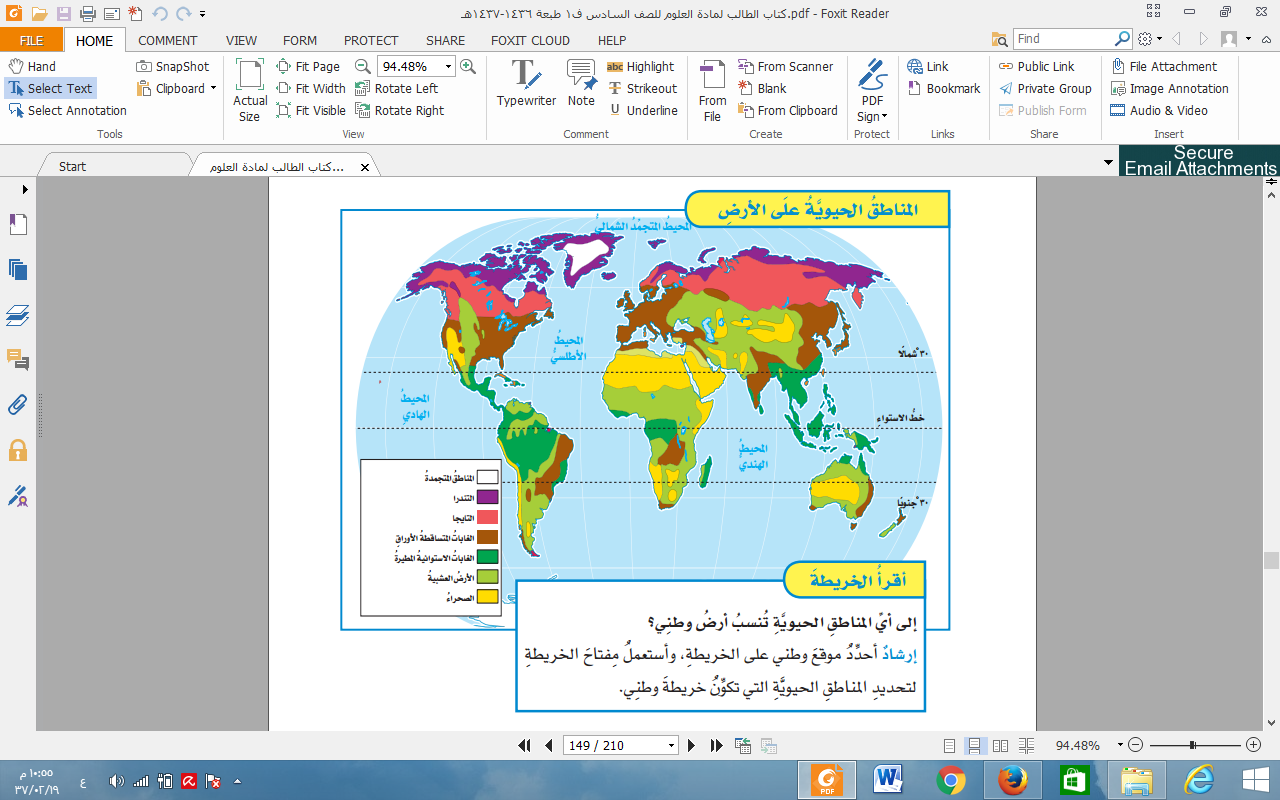 كتاب الطالب لمادة العلوم للصف السادس ف١ طبعة ١٤٣٦-١٤٣٧هـ.pdf - Foxit Reader
FILE HOME COMMENT VIEW FORM PROTECT SHARE FOXIT CLOUD HELP Find
Hand
Select Text
Select Annotation
SnapShot
Clipboard
Tools
Actual Size
Fit Page
Fit Width
Fit Visible
94.48%
Rotate Left
Rotate Right
View
Typewriter
Note
Highlight
Strikeout
Underline
Comment
From File
From Scanner
Blank
From Clipboard
Create
PDF Sign
Protect
Link
Bookmark
Links
Public Link
Private Group
Publish Form
Share
File Attachment
Image Annotation
Audio & Video
Insert
Start
كتاب الطالب لمادة العلوم...
Secure
Email Attachments
المناطقُ الحيويَّةُ علَى الأرضِ
المحيطُ المتجمِّدُ الشماليُّ
المحيطُ
الأطلسيُّ
٣٠° شمالًا
المحيطُ
الهادِي
خطُّ الاستواءِ
المحيطُ
الهنديُّ
٣٠° جنوبًا
المناطقُ المتجمدةُ
التندرا
التايجا
الغاباتُ المتساقطةُ الأوراقِ
الغاباتُ الاستوائيةُ المطيرةُ
الأرضُ العشبيةُ
الصحراءُ
أقرأُ الخريطةَ
إلى أيِّ المناطقِ الحيويَّةِ تُنسبُ أرضُ وطنِي؟
إرشادٌ أحدِّدُ موقعَ وطني على الخريطةِ، وأستعملُ مِفتاحَ الخريطةِ
لتحديدِ المناطقِ الحيويَّةِ التي تكوِّنُ خريطةَ وطنِي.
149 / 210
94.48%
١٠:٥٥ م
٣٧/٠٢/١٩
ع